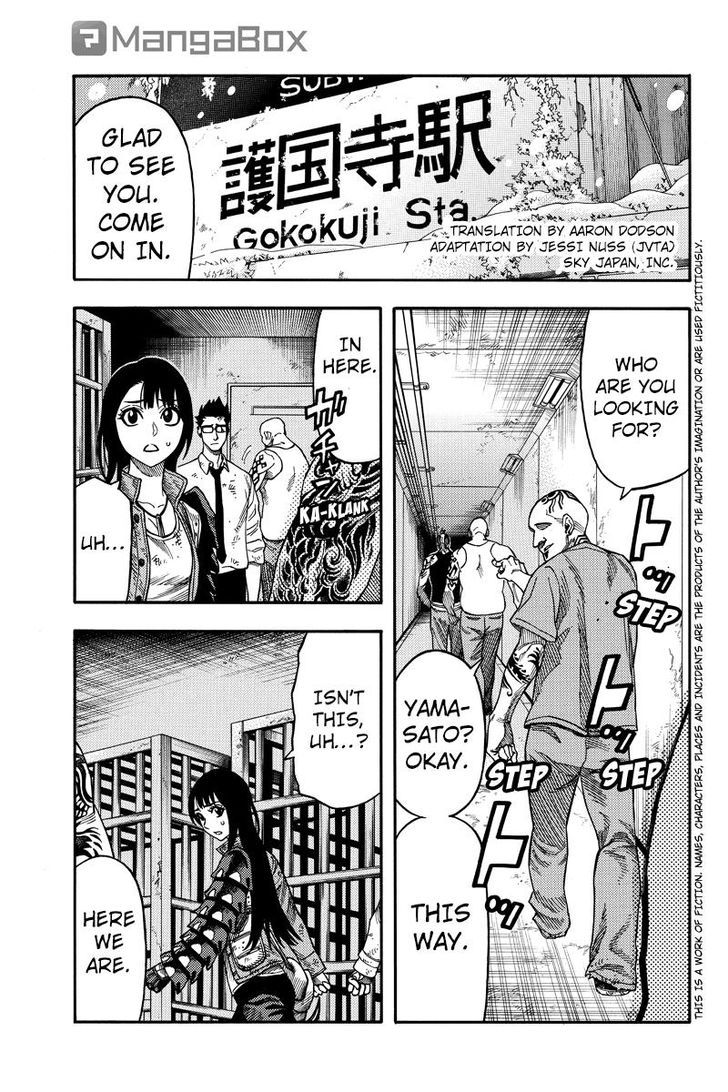 MangaBox
SUBW
護国寺駅
Gokokuji Sta.
GLAD
TO SEE
YOU.
COME
ON IN.
TRANSLATION BY AARON DODSON
ADAPTATION BY JESSI NUSS (JVTA)
SKY JAPAN, INC.
WHO
ARE YOU
LOOKING
FOR?
ト
STEP
ト
STEP
STEP
ト
YAMA-
SATO?
OKAY.
THIS
WAY.
IN
HERE.
ガチャン
KA-KLANK
UH...
ISN'T
THIS,
UH...?
HERE
WE
ARE.
THIS IS A WORK OF FICTION. NAMES, CHARACTERS, PLACES AND INCIDENTS ARE THE PRODUCTS OF THE AUTHOR'S IMAGINATION OR ARE USED FICTITIOUSLY.